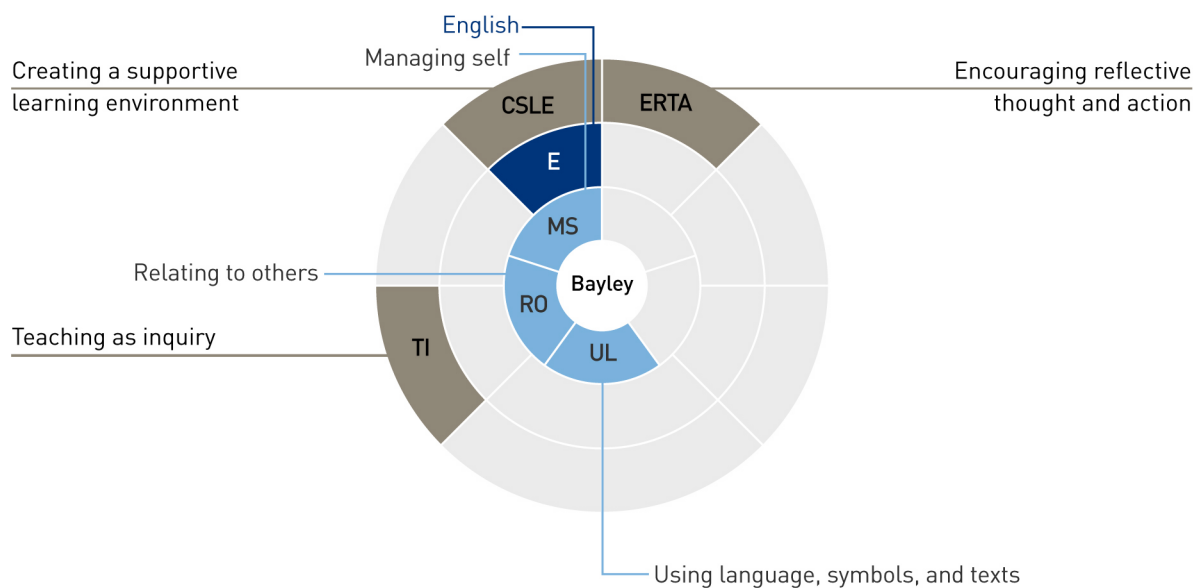 English
Managing self
Creating a supportive
learning environment
Encouraging reflective
thought and action
CSLE
ERTA
E
MS
Relating to others
Bayley
RO
Teaching as inquiry
TI
UL
Using language, symbols, and texts